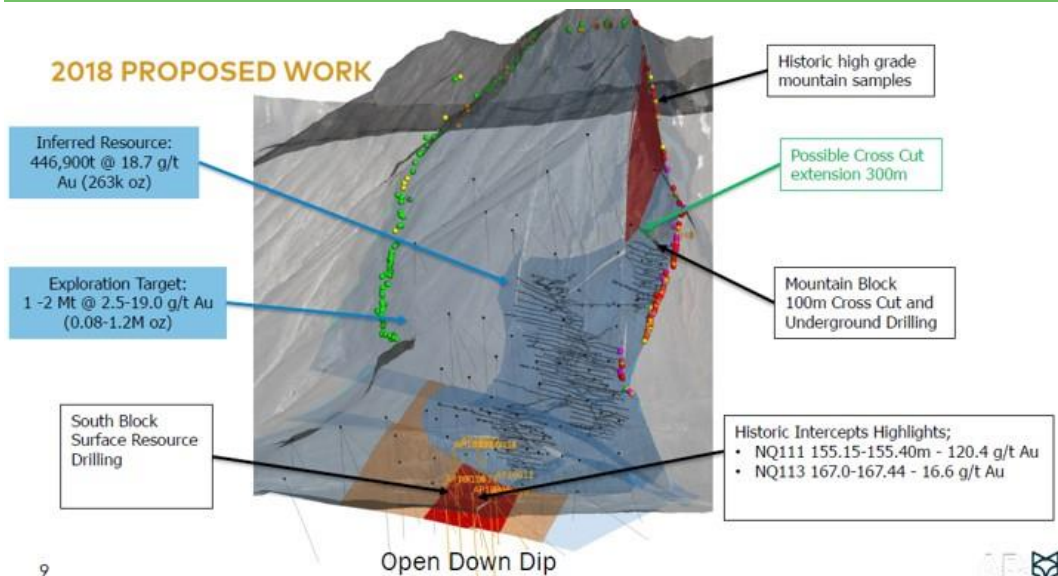 2018 PROPOSED WORK
Historic high grade
mountain samples
Inferred Resource:
446,900t @ 18.7 g/t
Au (263k oz)
Possible Cross Cut
extension 300m
Exploration Target:
1 -2 Mt @ 2.5-19.0 g/t Au
(0.08-1.2M oz)
Mountain Block
100m Cross Cut and
Underground Drilling
South Block
Surface Resource
Drilling
Historic Intercepts Highlights;
• NQ111 155.15-155.40m - 120.4 g/t Au
• NQ113 167.0-167.44 - 16.6 g/t Au
Open Down Dip
9